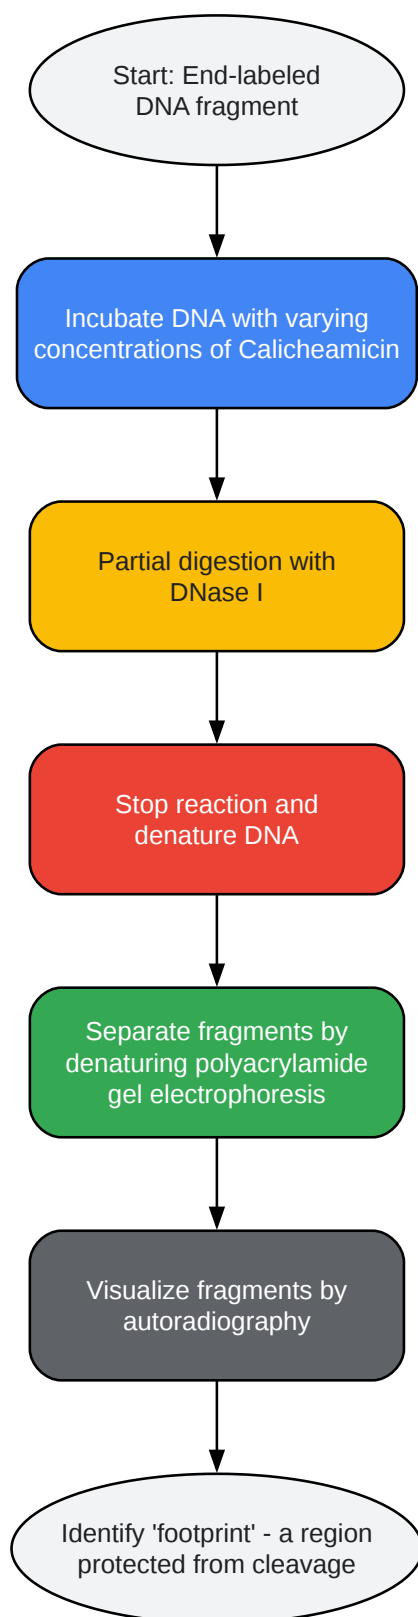 Start: End-labeled
DNA fragment
Incubate DNA with varying
concentrations of Calicheamicin
Partial digestion with
DNase I
Stop reaction and
denature DNA
Separate fragments by
denaturing polyacrylamide
gel electrophoresis
Visualize fragments by
autoradiography
Identify 'footprint' - a region
protected from cleavage